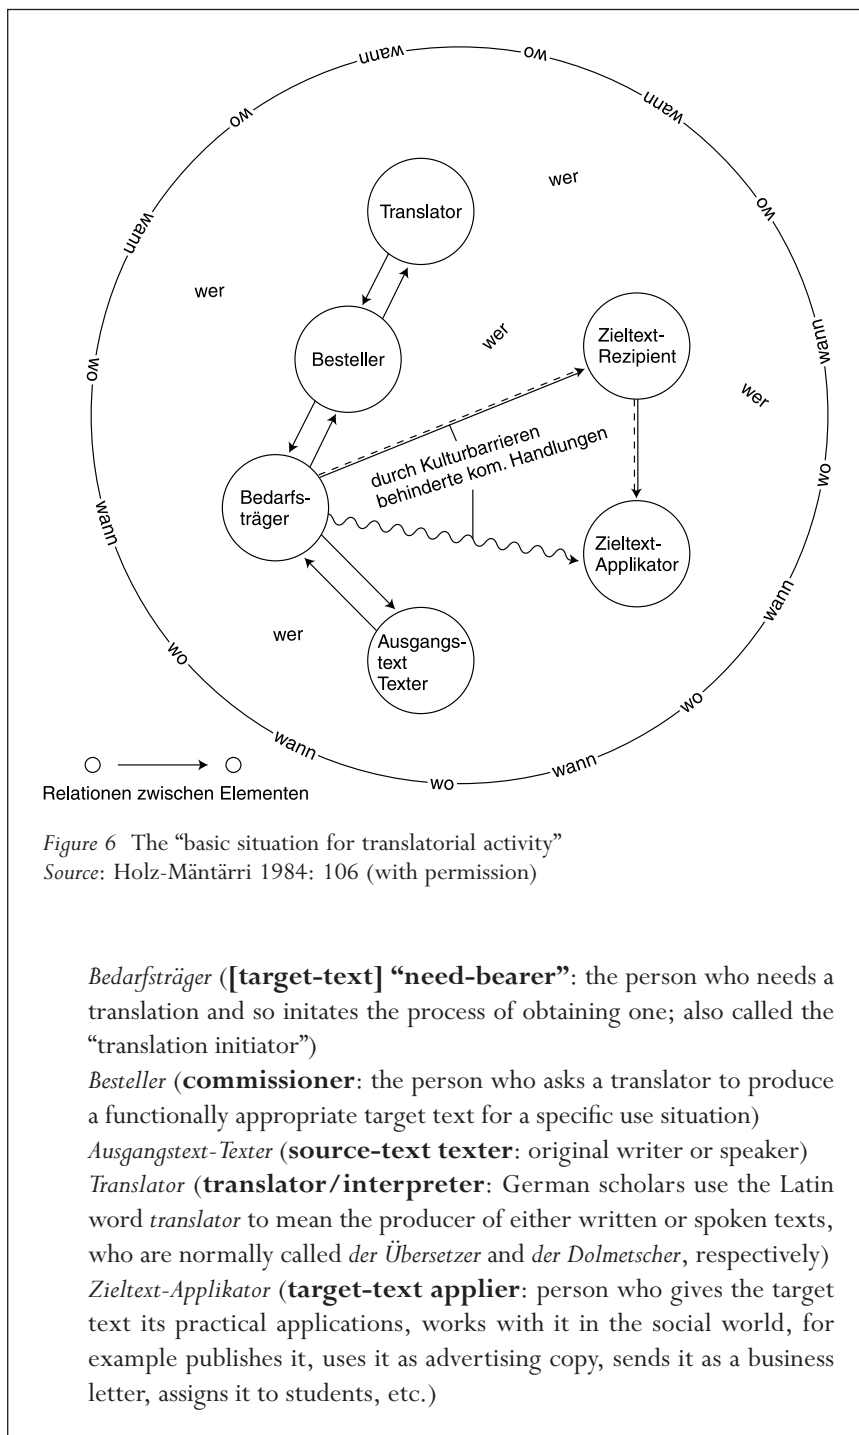 wo
wann
wo
wann
wo
wann
wo
wann
wo
wann
wo
wann
wo
wann
wo
wann
wer
wer
wer
wer
wer
Translator
Besteller
Zieltext-
Rezipient
durch Kulturbarrieren
behinderte kom. Handlungen
Bedarfs-
träger
Zieltext-
Applikator
Ausgangs-
text
Texter
Relationen zwischen Elementen
Figure 6 The “basic situation for translatorial activity”
Source: Holz-Mäntärri 1984: 106 (with permission)
Bedarfsträger ([target-text] “need-bearer”: the person who needs a
translation and so initates the process of obtaining one; also called the
“translation initiator”)
Besteller (commissioner: the person who asks a translator to produce
a functionally appropriate target text for a specific use situation)
Ausgangstext-Texter (source-text texter: original writer or speaker)
Translator (translator/interpreter: German scholars use the Latin
word translator to mean the producer of either written or spoken texts,
who are normally called der Übersetzer and der Dolmetscher, respectively)
Zieltext-Applikator (target-text applier: person who gives the target
text its practical applications, works with it in the social world, for
example publishes it, uses it as advertising copy, sends it as a business
letter, assigns it to students, etc.)